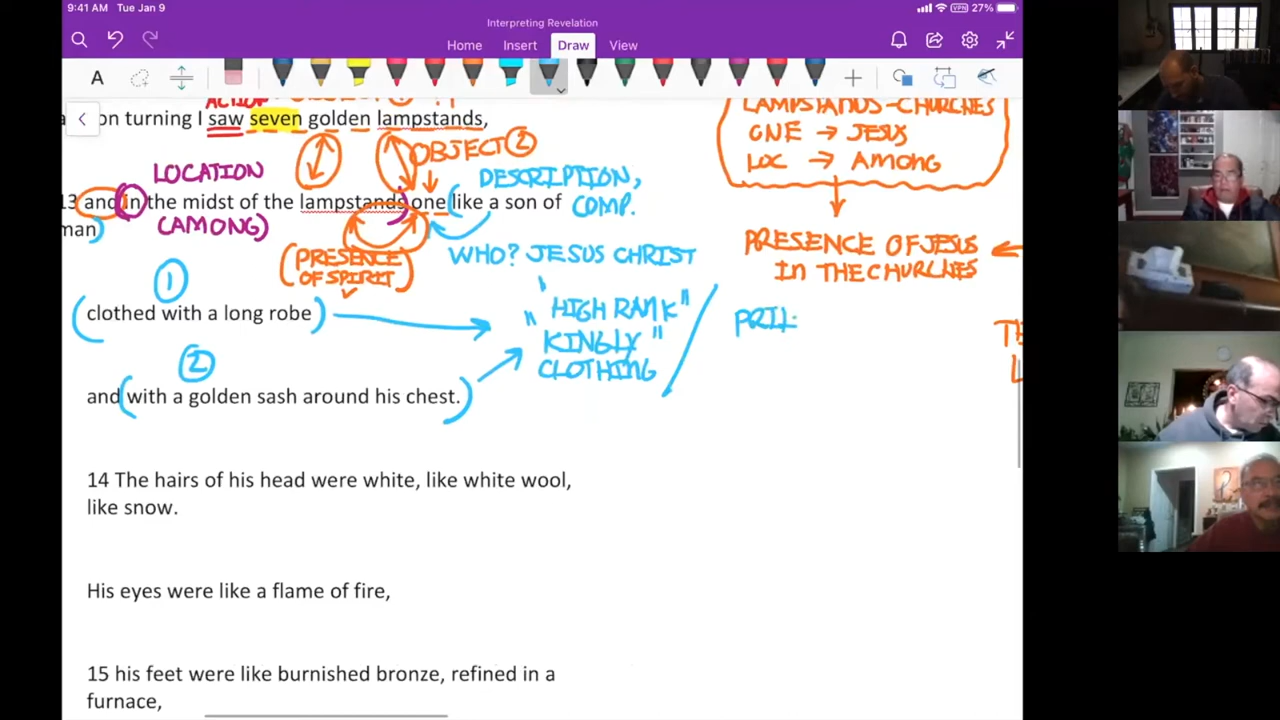 9:41 AM Tue Jan 9
VPN 27%
Interpreting Revelation
Home Insert Draw View
A
ACTION OBJECT
on turning I saw seven golden lampstands,
OBJECT 2
LOCATION
DESCRIPTION,
COMP.
13 and in the midst of the lampstands one like a son of
man
(AMONG)
(PRESENCE
OF SPIRIT)
WHO? JESUS CHRIST
LAMPSTANDS-CHURCHES
ONE → JESUS
LOC → AMONG
PRESENCE OF JESUS
in THE CHURCHES
1
(clothed with a long robe)
"HIGH RANK"
"KINGLY"
CLOTHING
2
and (with a golden sash around his chest.)
14 The hairs of his head were white, like white wool,
like snow.
His eyes were like a flame of fire,
15 his feet were like burnished bronze, refined in a
furnace,